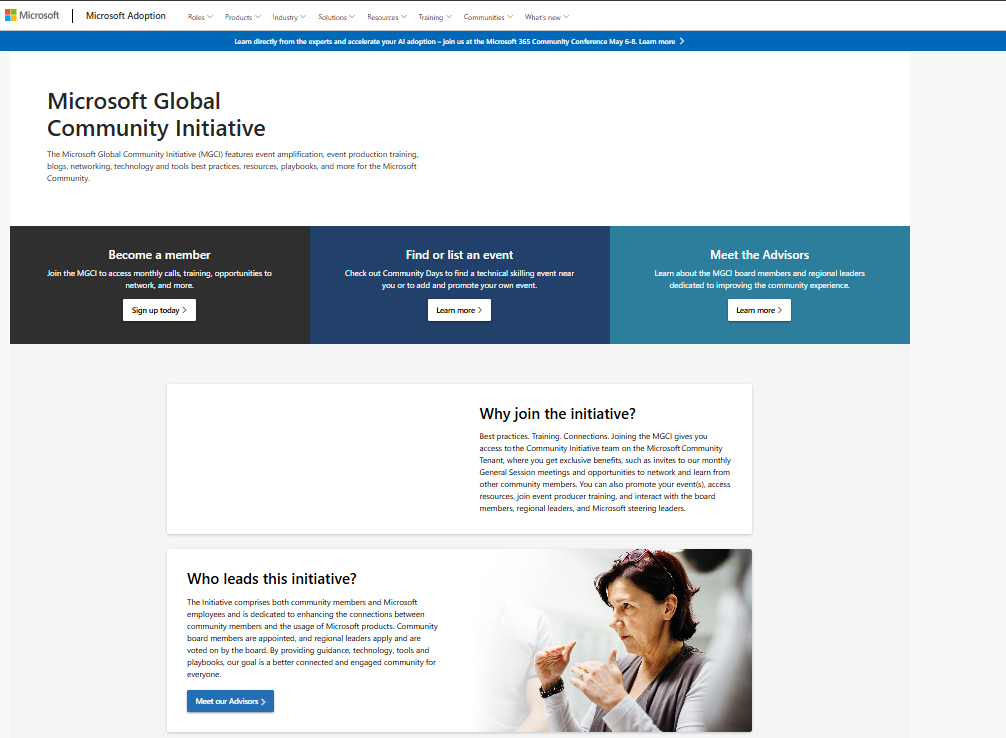 Microsoft
Microsoft Adoption
Roles
Products
Industry
Solutions
Resources
Training
Communities
What's new
Learn directly from the experts and accelerate your AI adoption – join us at the Microsoft 365 Community Conference May 6-8. Learn more
Microsoft Global
Community Initiative
The Microsoft Global Community Initiative (MGCI) features event amplification, event production training,
blogs, networking, technology and tools best practices, resources, playbooks, and more for the Microsoft
Community.
Become a member
Join the MGCI to access monthly calls, training, opportunities to
network, and more.
Sign up today
Find or list an event
Check out Community Days to find a technical skilling event near
you or to add and promote your own event.
Learn more
Meet the Advisors
Learn about the MGCI board members and regional leaders
dedicated to improving the community experience.
Learn more
Why join the initiative?
Best practices. Training. Connections. Joining the MGCI gives you
access to the Community Initiative team on the Microsoft Community
Tenant, where you get exclusive benefits, such as invites to our monthly
General Session meetings and opportunities to network and learn from
other community members. You can also promote your event(s), access
resources, join event producer training, and interact with the board
members, regional leaders, and Microsoft steering leaders.
Who leads this initiative?
The Initiative comprises both community members and Microsoft
employees and is dedicated to enhancing the connections between
community members and the usage of Microsoft products. Community
board members are appointed, and regional leaders apply and are
voted on by the board. By providing guidance, technology, tools and
playbooks, our goal is a better connected and engaged community for
everyone.
Meet our Advisors